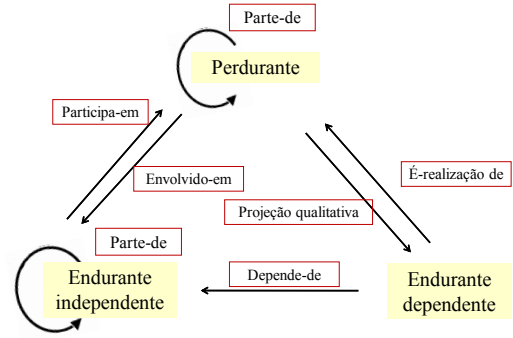 Parte-de
Perdurante
Participa-em
Envolvido-em
É-realização de
Projeção qualitativa
Parte-de
Endurante
independente
Depende-de
Endurante
dependente